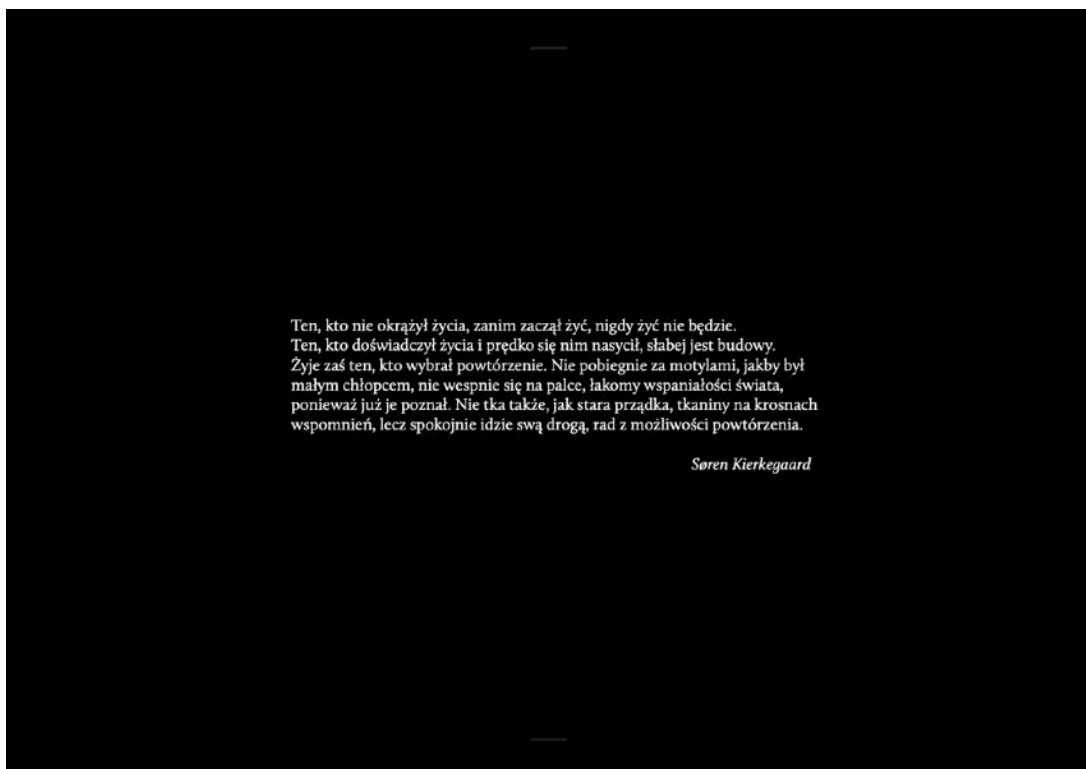 Ten, kto nie okrążył życia, zanim zaczął żyć, nigdy żyć nie będzie.
Ten, kto doświadczył życia i prędko się nim nasycił, słabej jest budowy.
Żyje zaś ten, kto wybrał powtórzenie. Nie pobiegnie za motylami, jakby był
małym chłopcem, nie wespnie się na palce, łakomy wspaniałości świata,
ponieważ już je poznał. Nie tka także, jak stara prządka, tkaniny na krosnach
wspomnień, lecz spokojnie idzie swą drogą, rad z możliwości powtórzenia.
Søren Kierkegaard